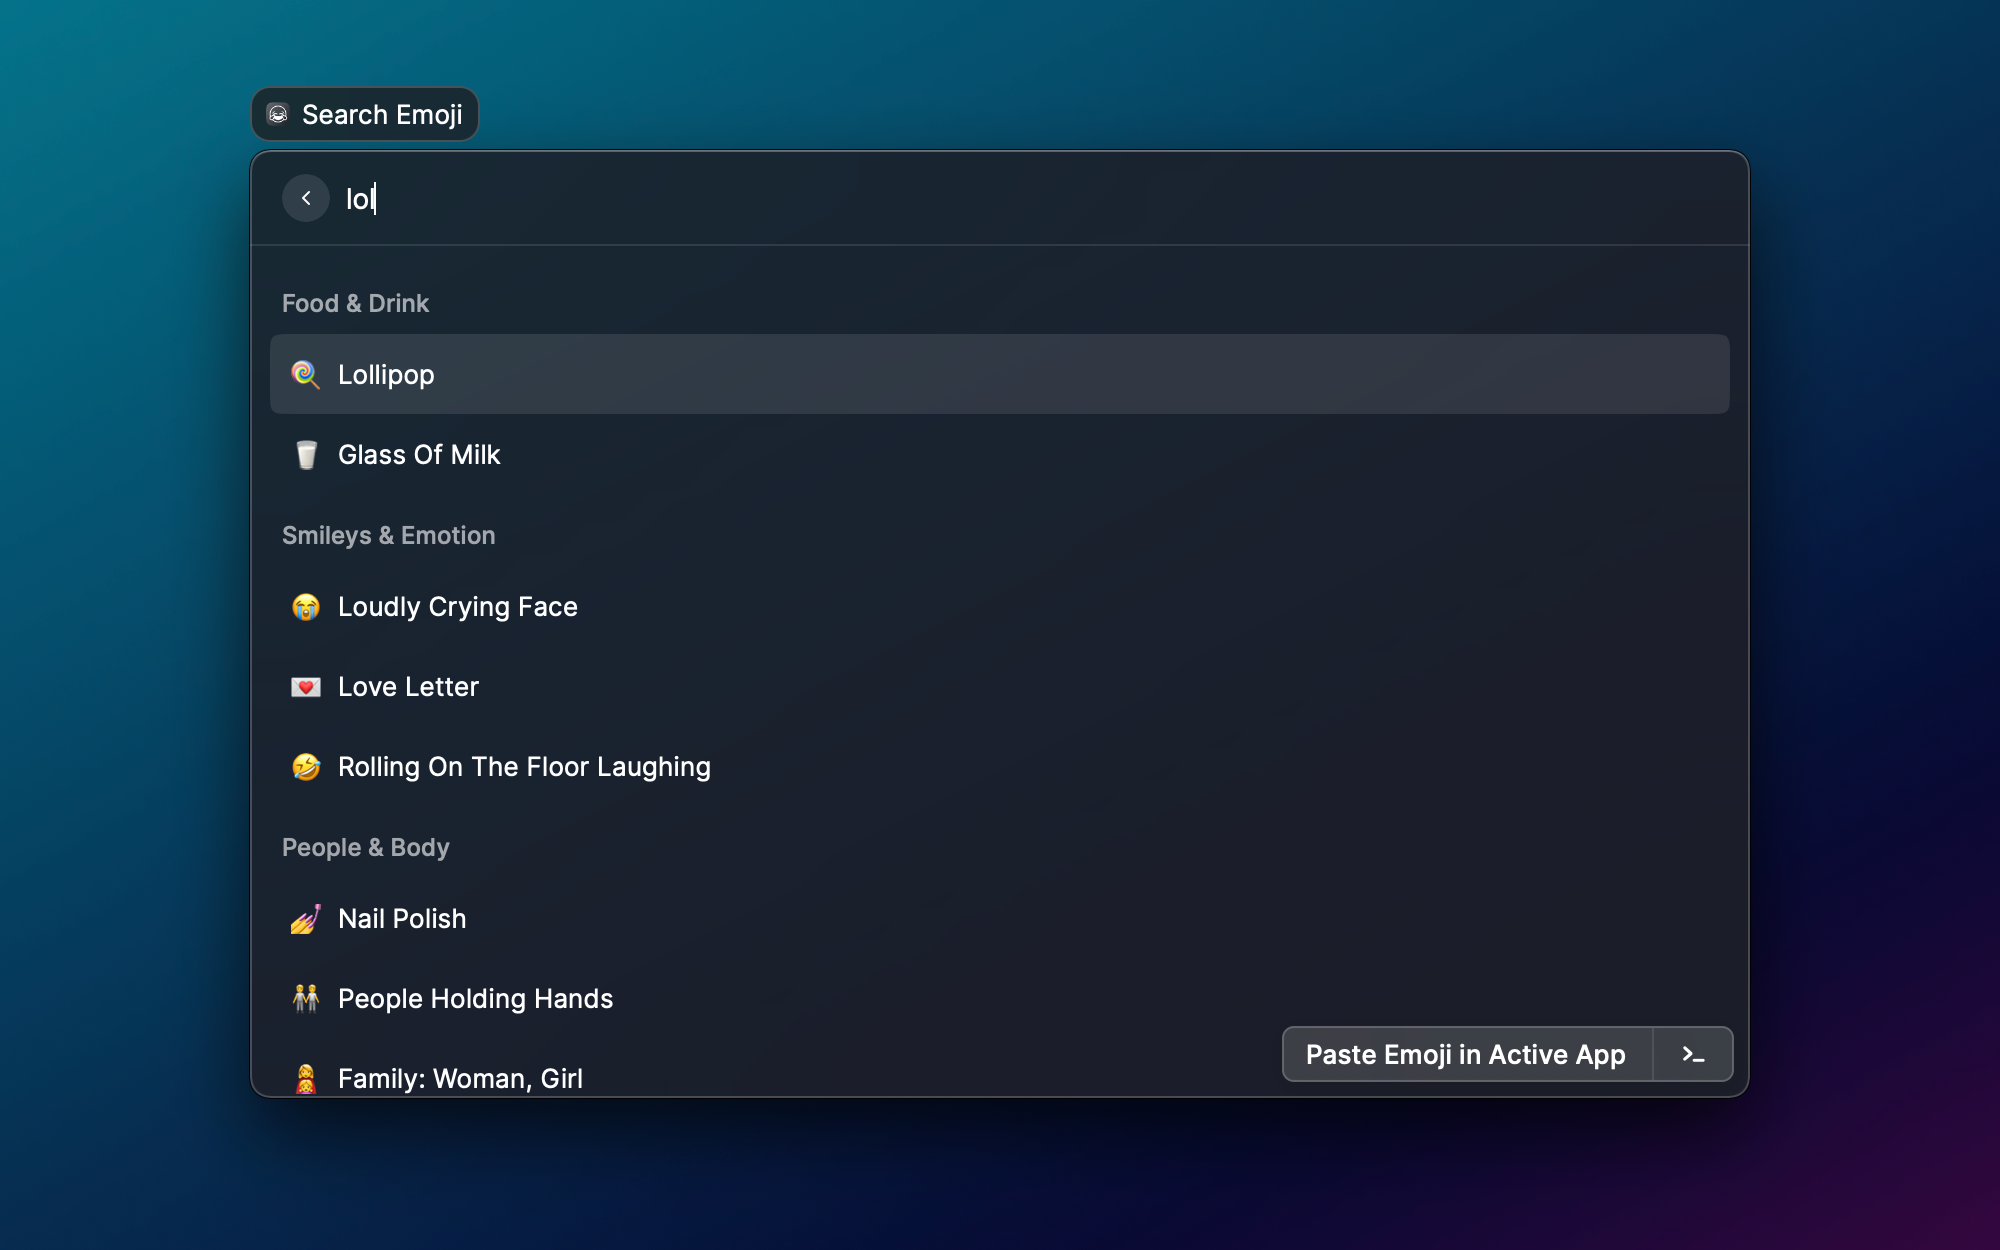 Search Emoji
lol
Food & Drink
Lollipop
Glass Of Milk
Smileys & Emotion
Loudly Crying Face
Love Letter
Rolling On The Floor Laughing
People & Body
Nail Polish
People Holding Hands
Family: Woman, Girl
Paste Emoji in Active App